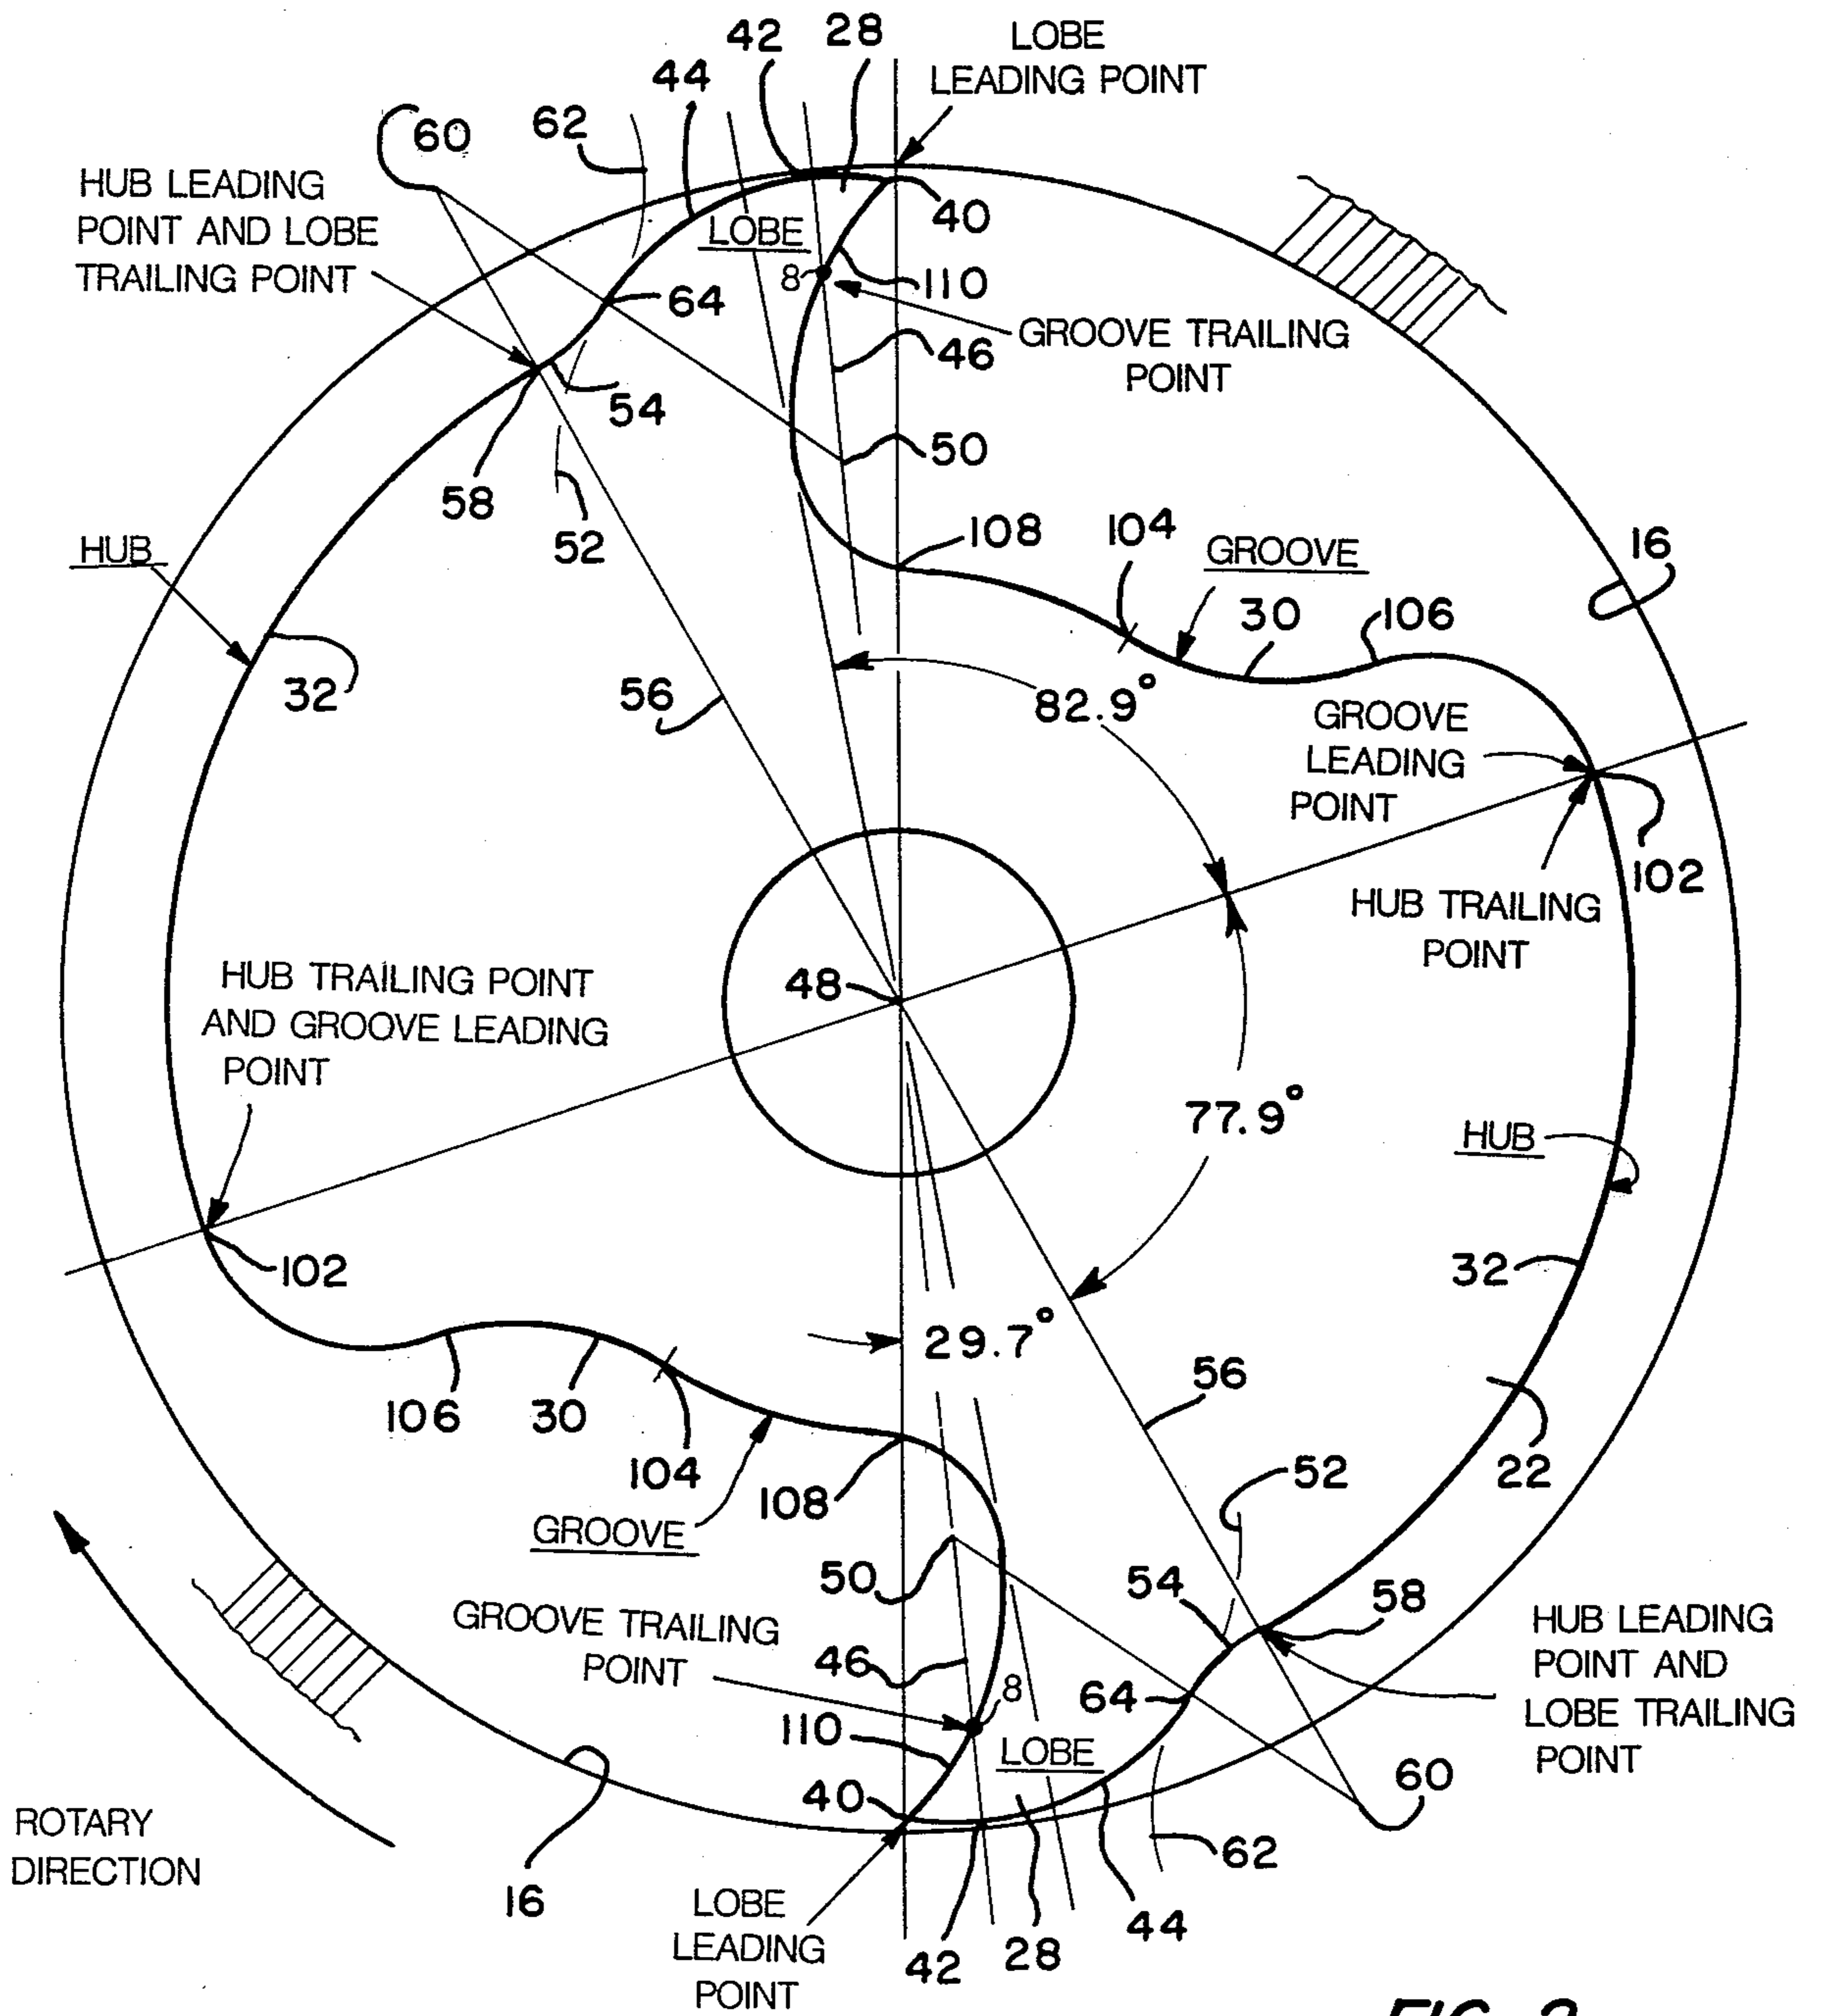 42
28
LOBE
LEADING POINT
44
62
60
HUB LEADING
POINT AND LOBE
TRAILING POINT
LOBE
40
8
110
64
GROOVE TRAILING
POINT
46
54
50
58
52
108
104
GROOVE
16
HUB
30
106
32
56
82.9°
GROOVE
LEADING
POINT
102
HUB TRAILING
POINT
48
HUB TRAILING POINT
AND GROOVE LEADING
POINT
77.9°
HUB
102
32
29.7°
56
106
30
104
108
52
22
GROOVE
50
54
58
GROOVE TRAILING
POINT
46
8
64
HUB LEADING
POINT AND
LOBE TRAILING
POINT
110
LOBE
40
60
ROTARY
DIRECTION
16
62
LOBE
LEADING
POINT
42
28
44